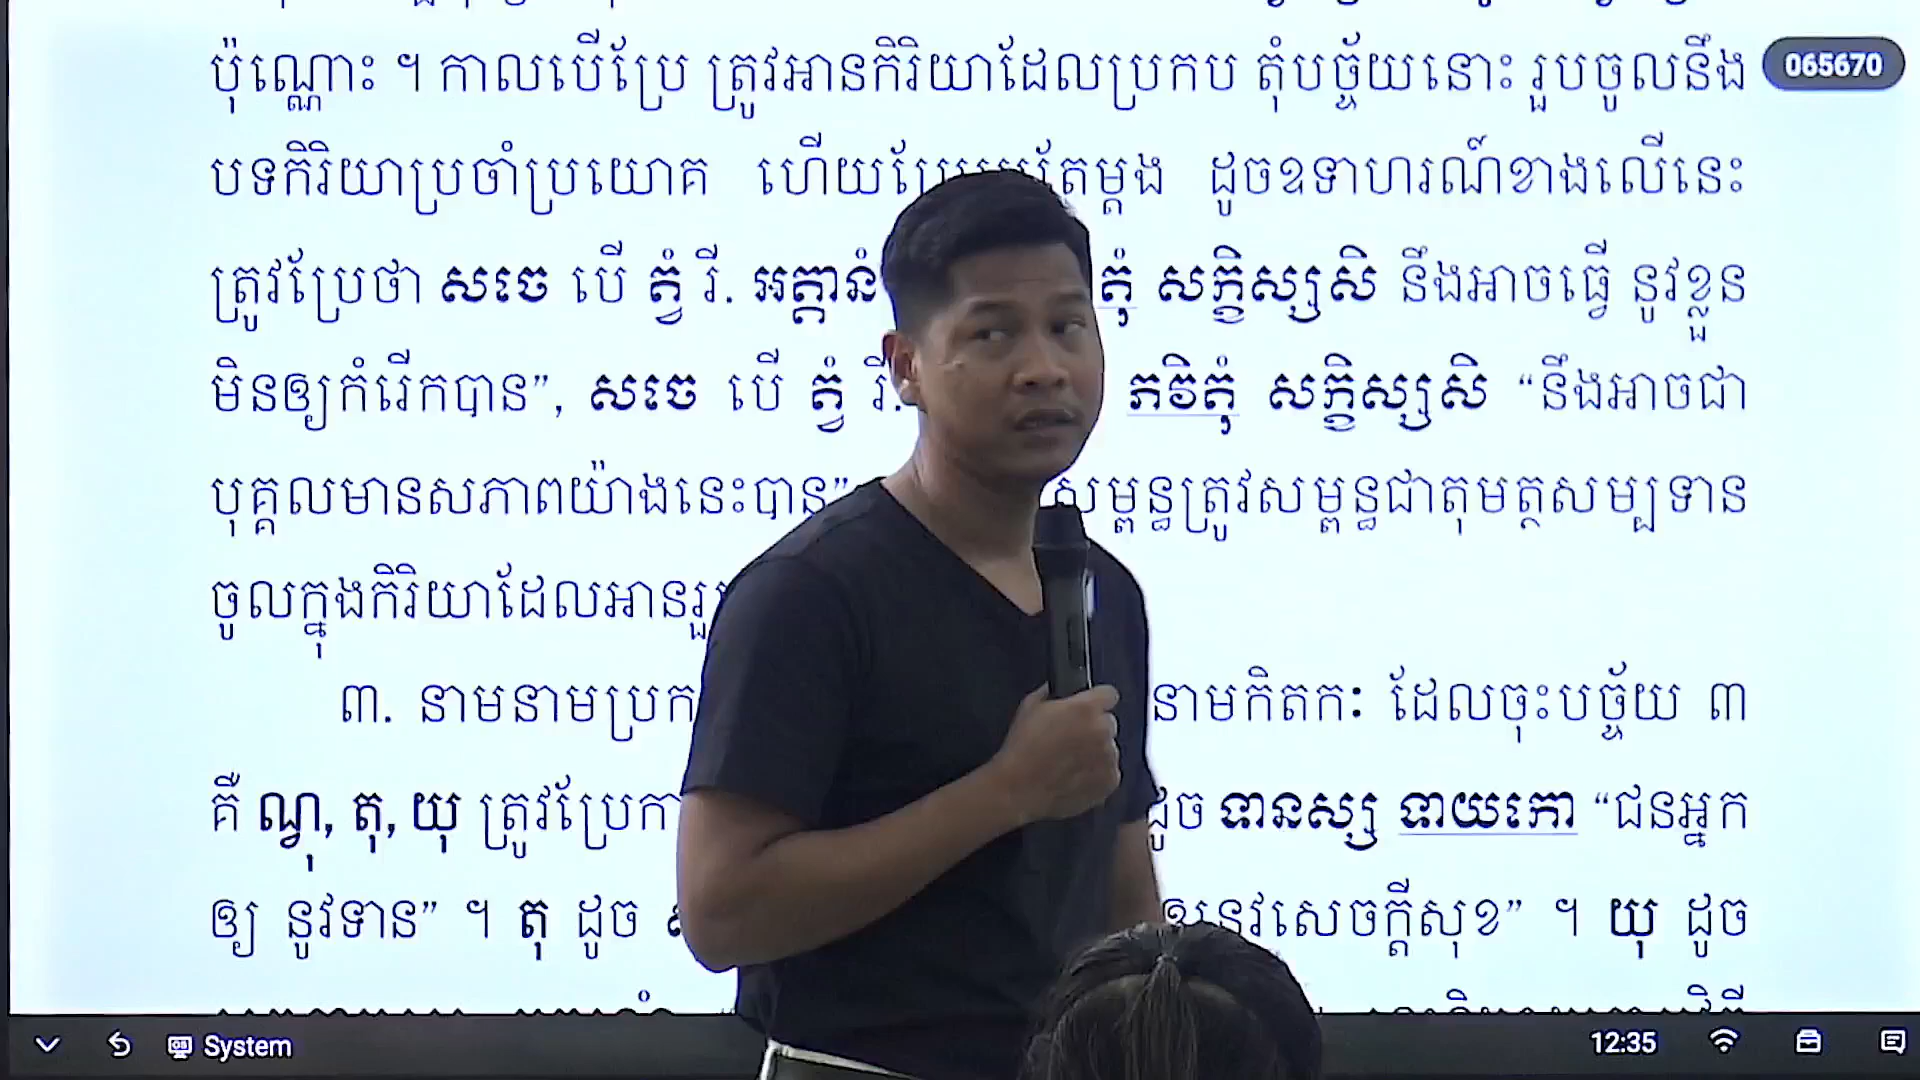 ប៉ុណ្ណោះ ។ កាលបើប្រែ ត្រូវអានកិរិយាដែលប្រកប តុំបច្ច័យនោះ រួបចូលនឹង
065670
បទកិរិយាប្រចាំប្រយោគ ហើយប្រែ ម្តង ដូចឧទាហរណ៍ខាងលើនេះ
ត្រូវប្រែថា សចេ បើ ត្វំ រី. អត្តានំ តុំ សក្ខិស្សសិ នឹងអាចធ្វើ នូវខ្លួន
មិនឲ្យកំរើកបាន”, សចេ បើ ត្វំ រី. ភវិតុំ សក្ខិស្សសិ “នឹងអាចជា
បុគ្គលមានសភាពយ៉ាងនេះបាន” សម្ពន្ធត្រូវសម្ពន្ធជាតុមត្ថសម្បទាន
ចូលក្នុងកិរិយាដែលអានរួ
៣. នាមនាមប្រក នាមកិតកៈ ដែលចុះបច្ច័យ ៣
គឺ ណ្វុ, តុ, យុ ត្រូវប្រែកា ដូច ទានស្ស ទាយកោ “ជនអ្នក
ឲ្យ នូវទាន” ។ តុ ដូច នូវសេចក្តីសុខ” ។ យុ ដូច
System
12:35